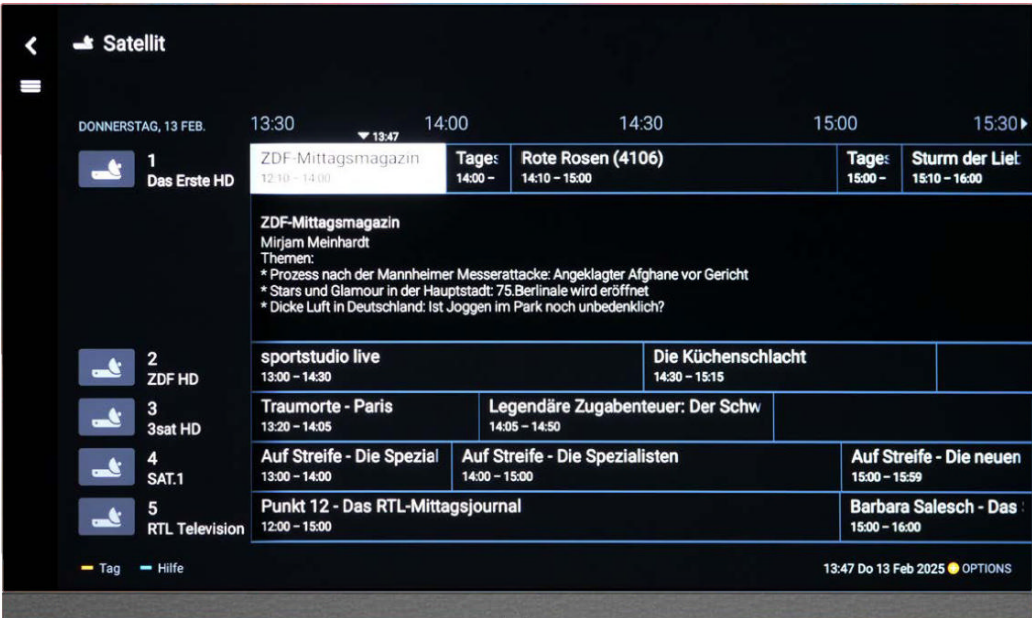 Satellit
DONNERSTAG, 13 FEB. 13:30 14:00 14:30 15:00 15:30
13:47
1 ZDF-Mittagsmagazin Tages Rote Rosen (4106) Tages Sturm der Liet
Das Erste HD 12:10 – 14:00 14:00 – 14:10 – 15:00 15:00 – 15:10 – 16:00
ZDF-Mittagsmagazin
Mirjam Meinhardt
Themen:
* Prozess nach der Mannheimer Messerattacke: Angeklagter Afghane vor Gericht
* Stars und Glamour in der Hauptstadt: 75.Berlinale wird eröffnet
* Dicke Luft in Deutschland: Ist Joggen im Park noch unbedenklich?
2 sportstudio live Die Küchenschlacht
ZDF HD 13:00 – 14:30 14:30 – 15:15
3 Traumorte - Paris Legendäre Zugabenteuer: Der Schw
3sat HD 13:20 – 14:05 14:05 – 14:50
4 Auf Streife - Die Spezial Auf Streife - Die Spezialisten Auf Streife - Die neuen
SAT.1 13:00 – 14:00 14:00 – 15:00 15:00 – 15:59
5 Punkt 12 - Das RTL-Mittagsjournal Barbara Salesch - Das
RTL Television 12:00 – 15:00 15:00 – 16:00
Tag Hilfe 13:47 Do 13 Feb 2025 OPTIONS